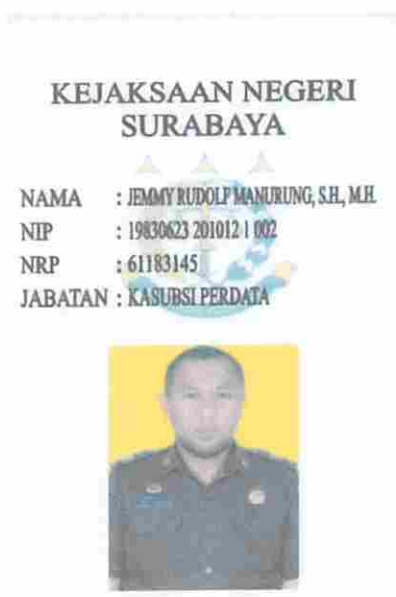 KEJAKSAAN NEGERI
SURABAYA
NAMA : JEMMY RUDOLF MANURUNG, S.H., M.H.
NIP : 19830623 201012 1 002
NRP : 61183145
JABATAN : KASUBSI PERDATA